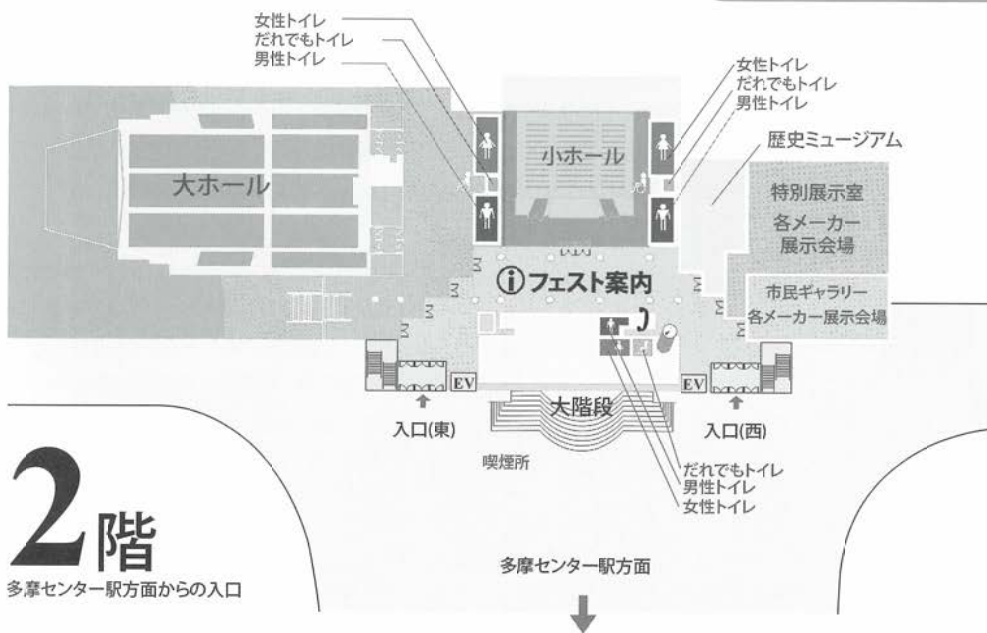 女性トイレ
だれでもトイレ
男性トイレ
女性トイレ
だれでもトイレ
男性トイレ
歴史ミュージアム
大ホール
小ホール
特別展示室
各メーカー
展示会場
iフェスト案内
市民ギャラリー
各メーカー展示会場
EV
EV
大階段
入口(東)
入口(西)
喫煙所
だれでもトイレ
男性トイレ
女性トイレ
2階
多摩センター駅方面からの入口
多摩センター駅方面